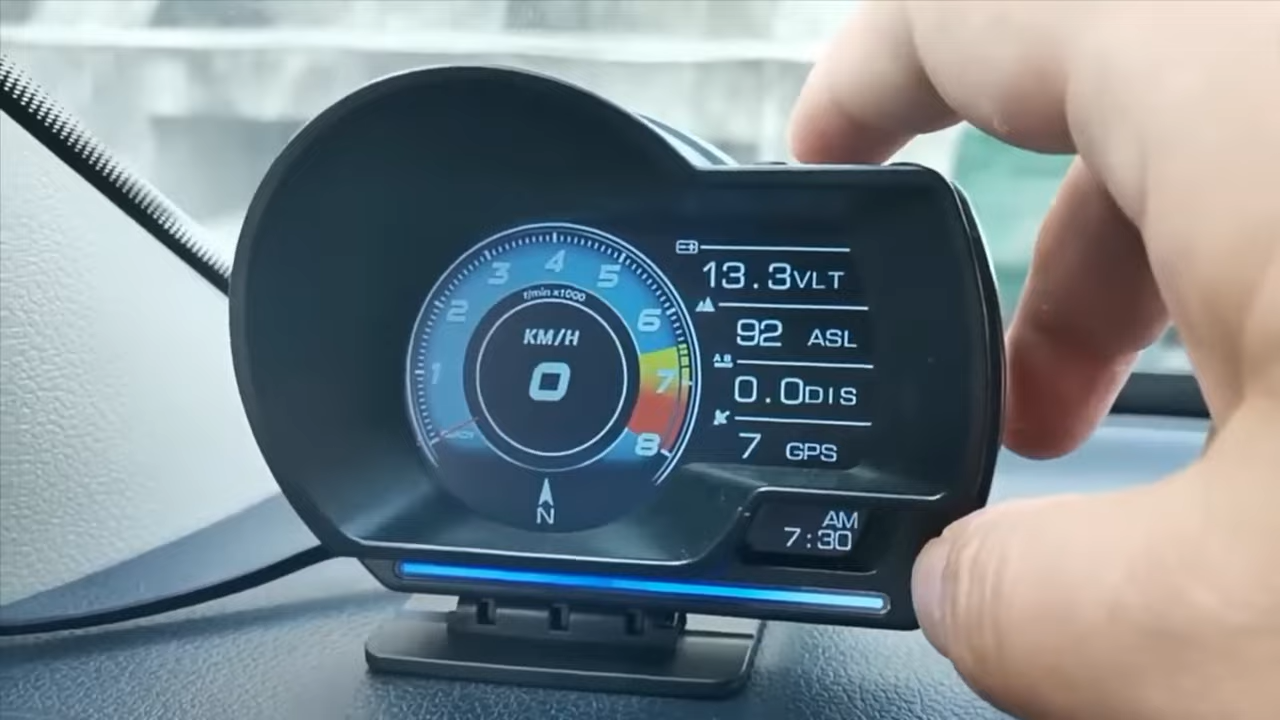 1
2
3
4
5
6
7
8
r/min x1000
KM/H
0
N
13.3VLT
92 ASL
AB
0.0DIS
7 GPS
AM
7:30